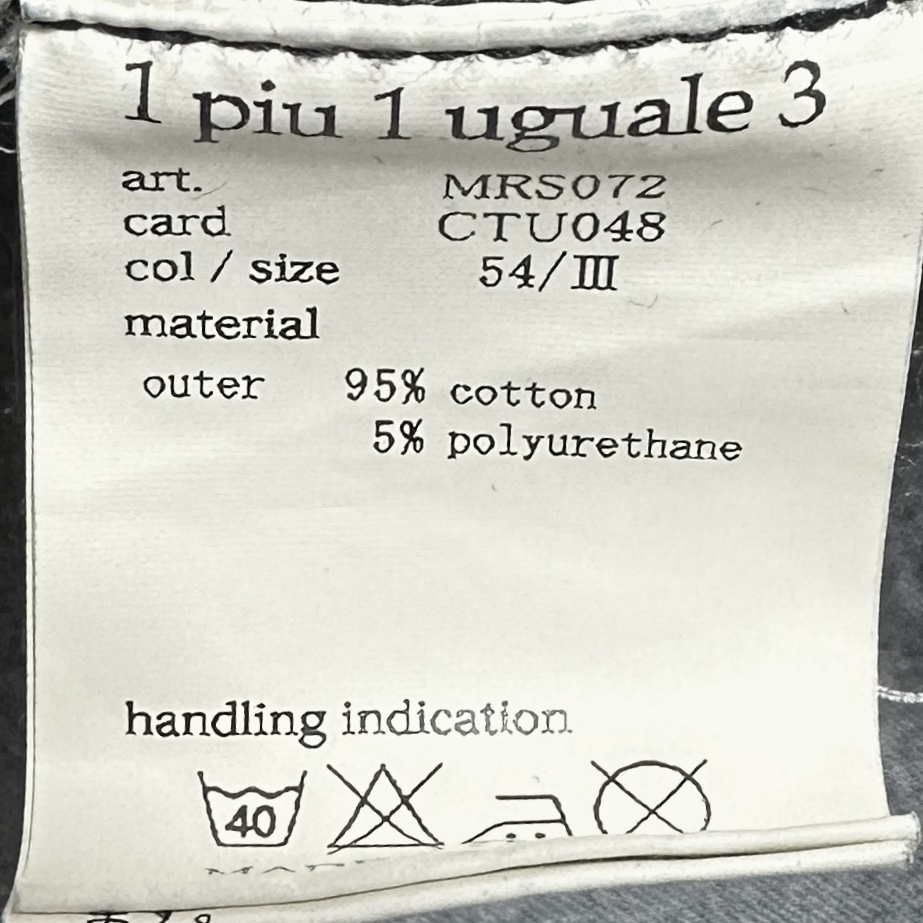 1 piu 1 uguale 3
art. MRS072
card CTU048
col / size 54/Ⅲ
material
outer 95% cotton
5% polyurethane
handling indication
40